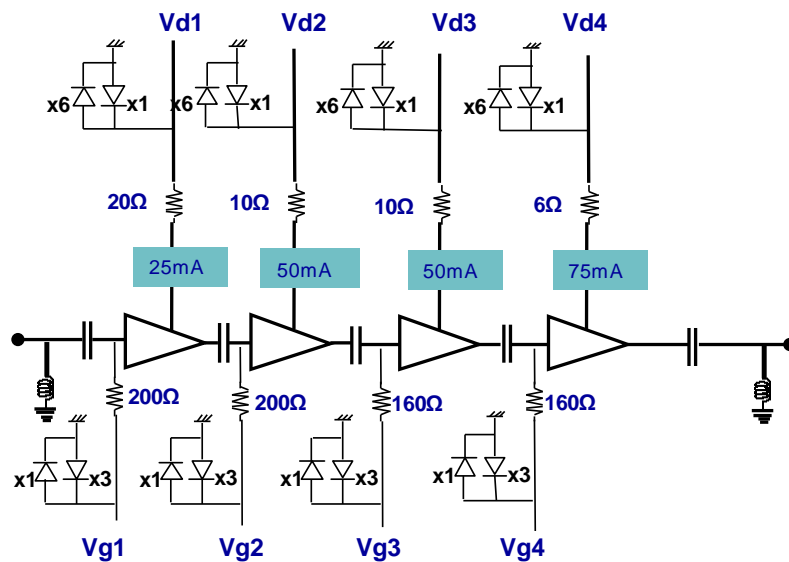 Vd1 Vd2 Vd3 Vd4
x6 x1 x6 x1 x6 x1 x6 x1
20Ω 10Ω 10Ω 6Ω
25mA 50mA 50mA 75mA
200Ω 200Ω 160Ω 160Ω
x1 x3 x1 x3 x1 x3 x1 x3
Vg1 Vg2 Vg3 Vg4